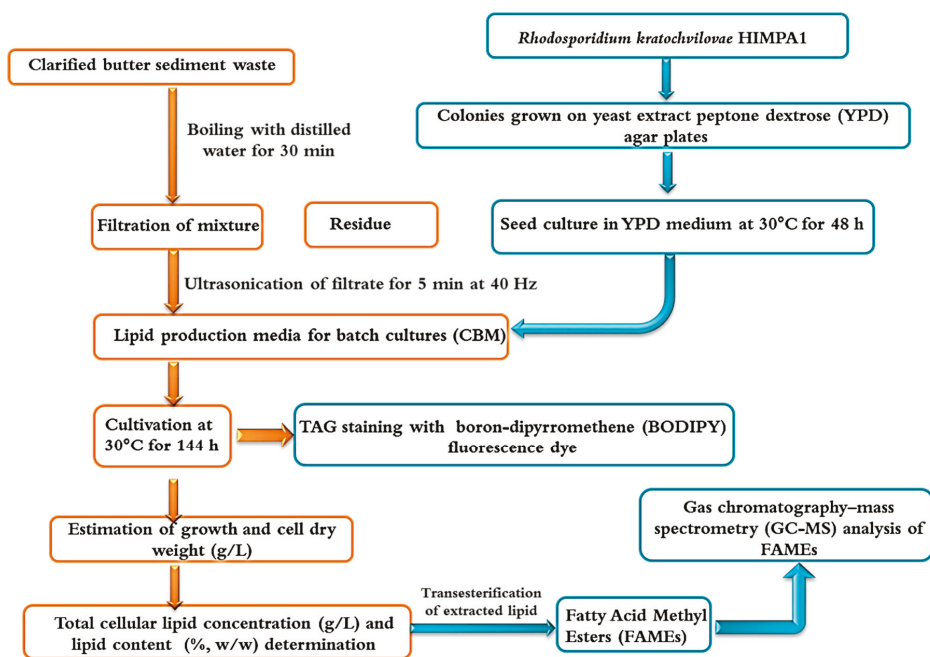 Rhodosporidium kratochvilovae HIMPA1
Clarified butter sediment waste
Colonies grown on yeast extract peptone dextrose (YPD)
agar plates
Boiling with distilled
water for 30 min
Filtration of mixture
Residue
Seed culture in YPD medium at 30°C for 48 h
Ultrasonication of filtrate for 5 min at 40 Hz
Lipid production media for batch cultures (CBM)
Cultivation at
30°C for 144 h
TAG staining with boron-dipyrromethene (BODIPY)
fluorescence dye
Estimation of growth and cell dry
weight (g/L)
Gas chromatography–mass
spectrometry (GC-MS) analysis of
FAMEs
Total cellular lipid concentration (g/L) and
lipid content (%, w/w) determination
Transesterification
of extracted lipid
Fatty Acid Methyl
Esters (FAMEs)